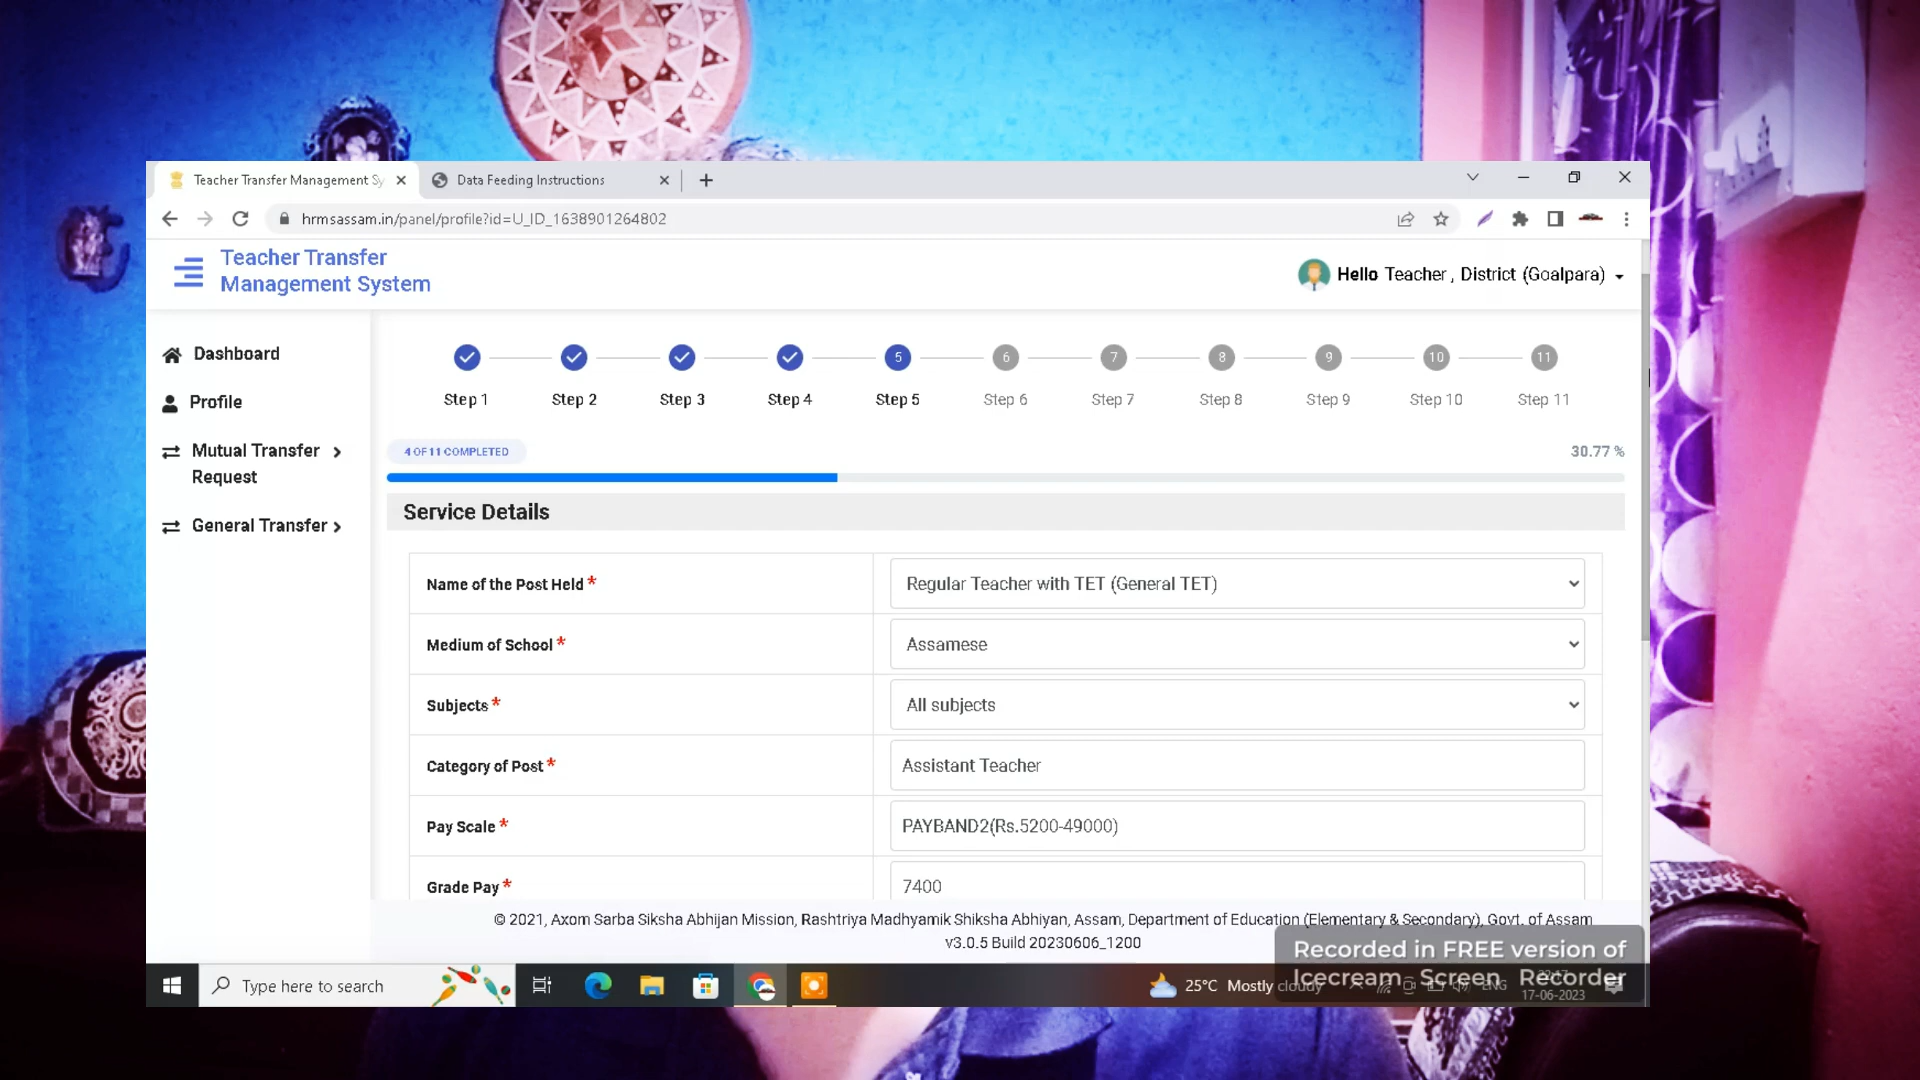 Teacher Transfer Management Sy
Data Feeding Instructions
hrmsassam.in/panel/profile?id=U_ID_1638901264802
Teacher Transfer
Management System
Hello Teacher , District (Goalpara)
Dashboard
Profile
Mutual Transfer
Request
General Transfer
5 6 7 8 9 10 11
Step 1 Step 2 Step 3 Step 4 Step 5 Step 6 Step 7 Step 8 Step 9 Step 10 Step 11
4 OF 11 COMPLETED
30.77 %
Service Details
Name of the Post Held * Regular Teacher with TET (General TET)
Medium of School * Assamese
Subjects * All subjects
Category of Post * Assistant Teacher
Pay Scale * PAYBAND2(Rs.5200-49000)
Grade Pay * 7400
© 2021, Axom Sarba Siksha Abhijan Mission, Rashtriya Madhyamik Shiksha Abhiyan, Assam, Department of Education (Elementary & Secondary), Govt. of Assam
v3.0.5 Build 20230606_1200
Recorded in FREE version of
Icecream Screen Recorder
Type here to search
25°C Mostly cloudy
ENG
17-06-2023